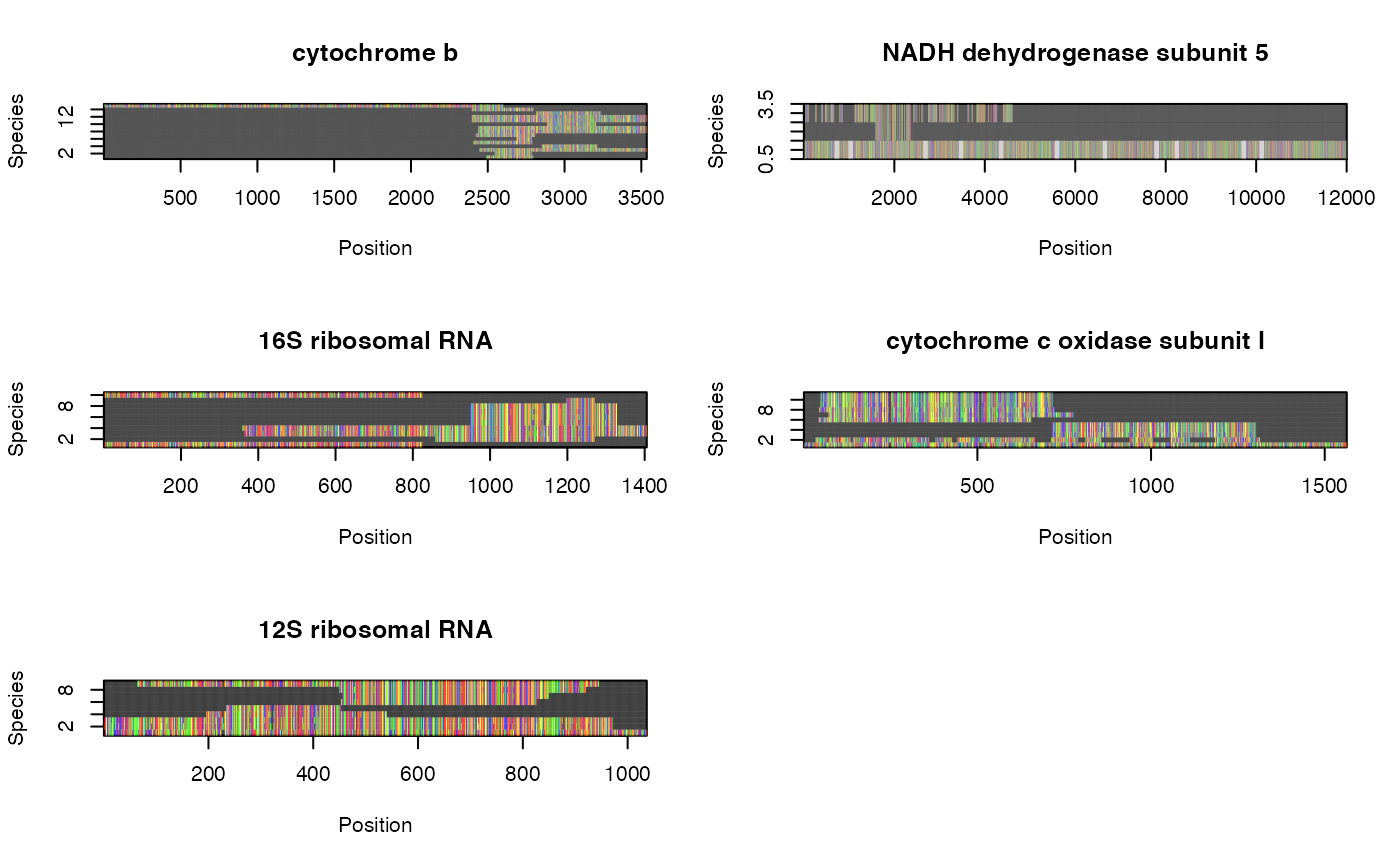 cytochrome b
Species
12
2
500 1000 1500 2000 2500 3000 3500
Position
NADH dehydrogenase subunit 5
Species
3.5
0.5
2000 4000 6000 8000 10000 12000
Position
16S ribosomal RNA
Species
8
2
200 400 600 800 1000 1200 1400
Position
cytochrome c oxidase subunit I
Species
8
2
500 1000 1500
Position
12S ribosomal RNA
Species
8
2
200 400 600 800 1000
Position